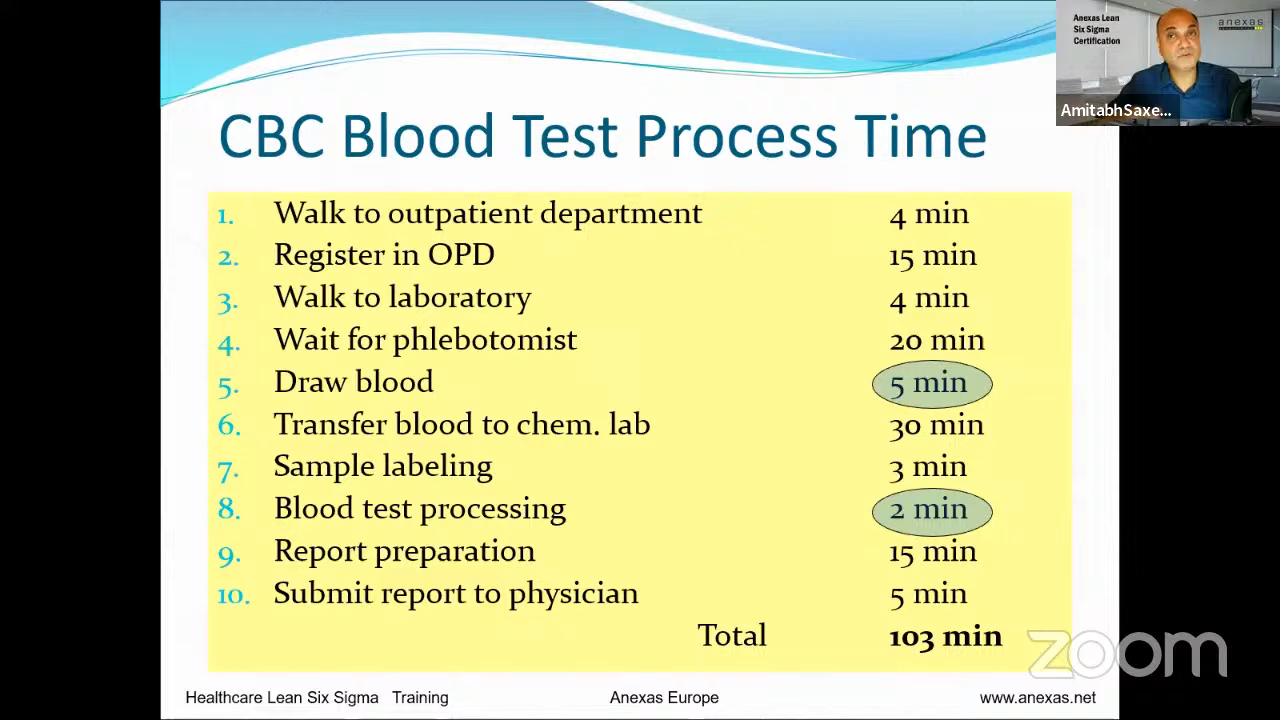 CBC Blood Test Process Time
1. Walk to outpatient department 4 min
2. Register in OPD 15 min
3. Walk to laboratory 4 min
4. Wait for phlebotomist 20 min
5. Draw blood 5 min
6. Transfer blood to chem. lab 30 min
7. Sample labeling 3 min
8. Blood test processing 2 min
9. Report preparation 15 min
10. Submit report to physician 5 min
Total 103 min
Healthcare Lean Six Sigma Training Anexas Europe www.anexas.net
Anexas Lean
Six Sigma
Certification
anexas
AmitabhSaxe...
zoom